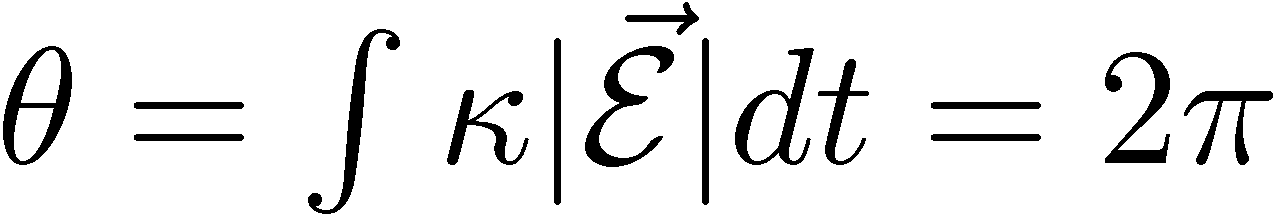 θ = ∫ κ|\vec{ℰ}|dt = 2π